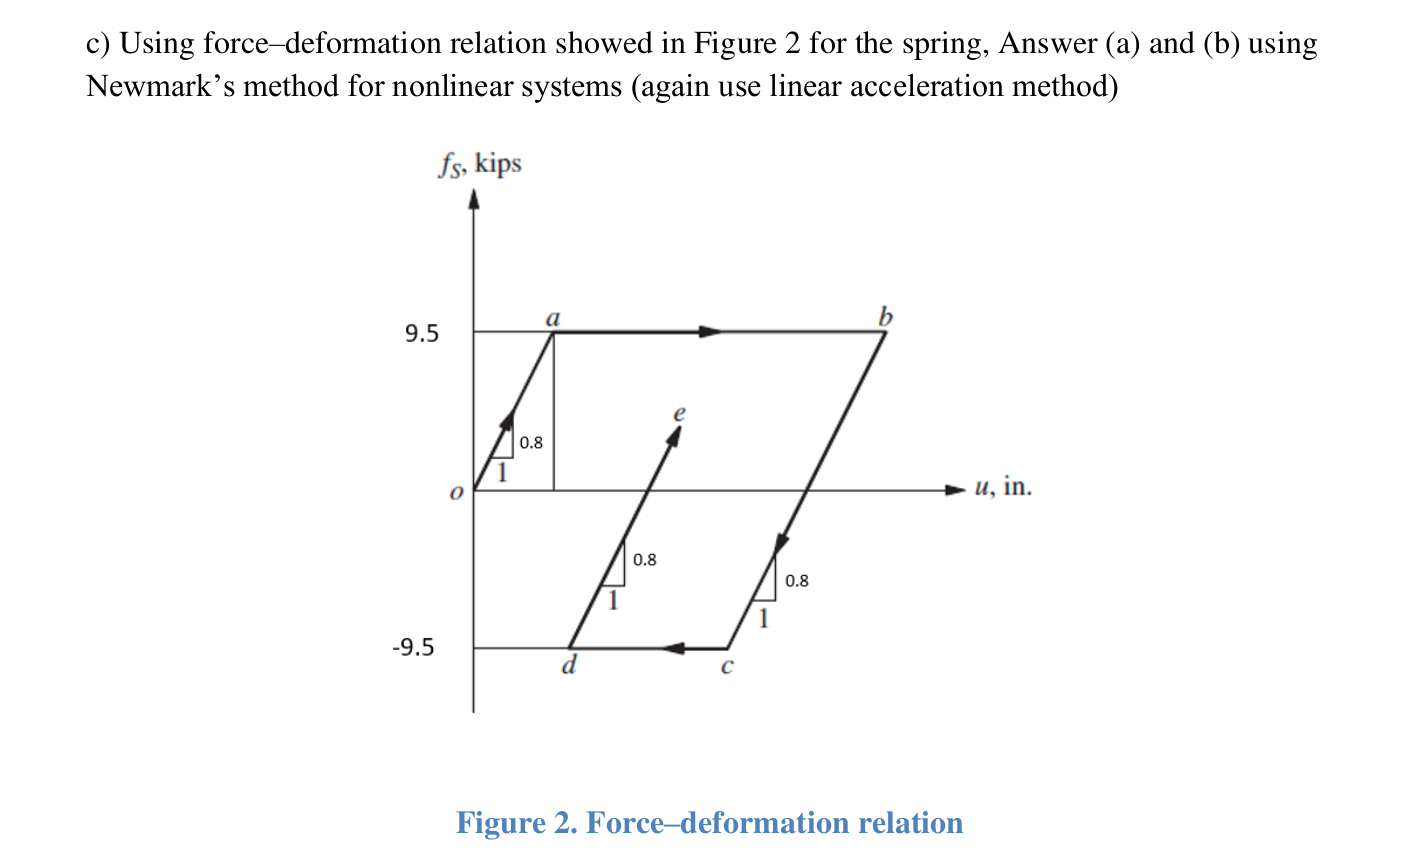 c) Using force–deformation relation showed in Figure 2 for the spring, Answer (a) and (b) using
Newmark's method for nonlinear systems (again use linear acceleration method)
fS, kips
9.5
a
b
e
0.8
1
o
u, in.
0.8
1
0.8
1
-9.5
d
c
Figure 2. Force–deformation relation